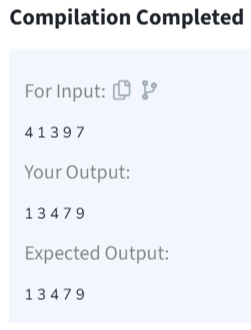 Compilation Completed
For Input:
4 1 3 9 7
Your Output:
1 3 4 7 9
Expected Output:
1 3 4 7 9